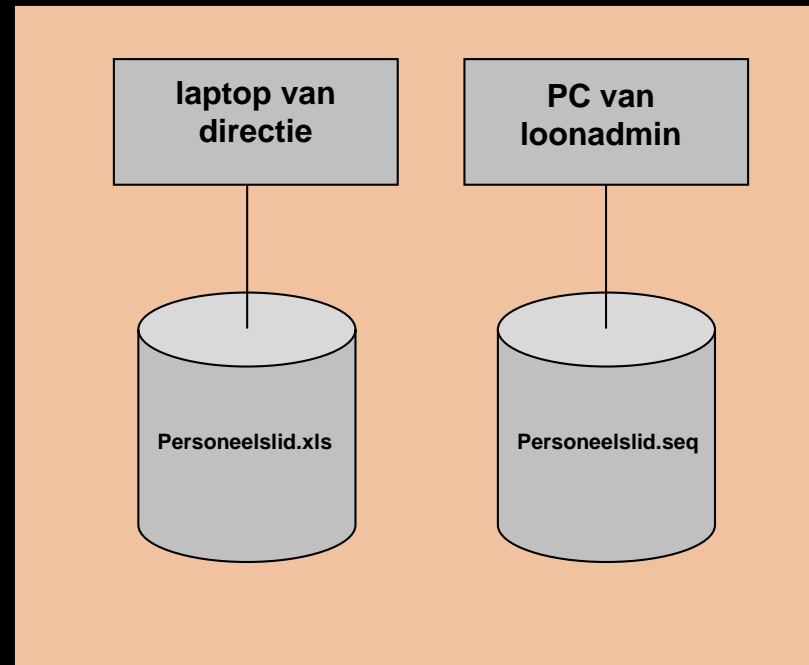 laptop van
directie
PC van
loonadmin
Personeelslid.xls
Personeelslid.seq